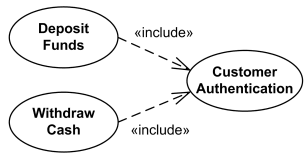 Deposit
Funds
«include»
Customer
Authentication
Withdraw
Cash
«include»